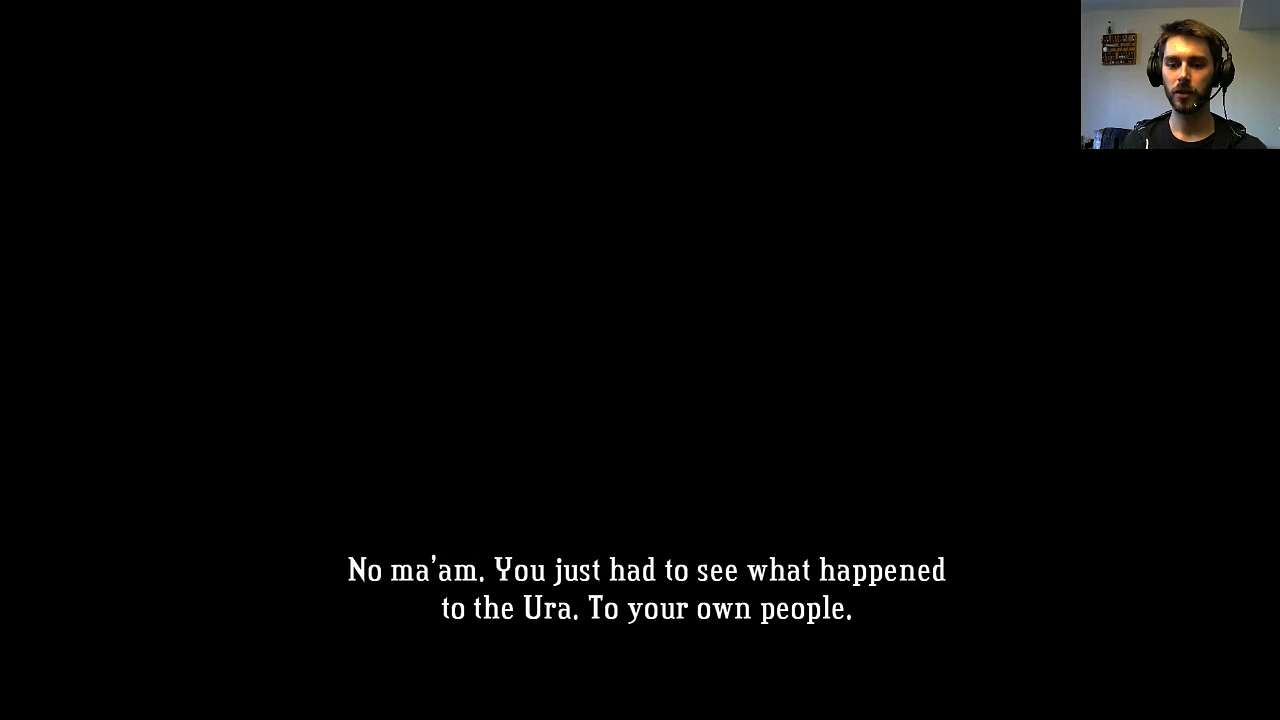 No ma'am. You just had to see what happened
to the Ura. To your own people.